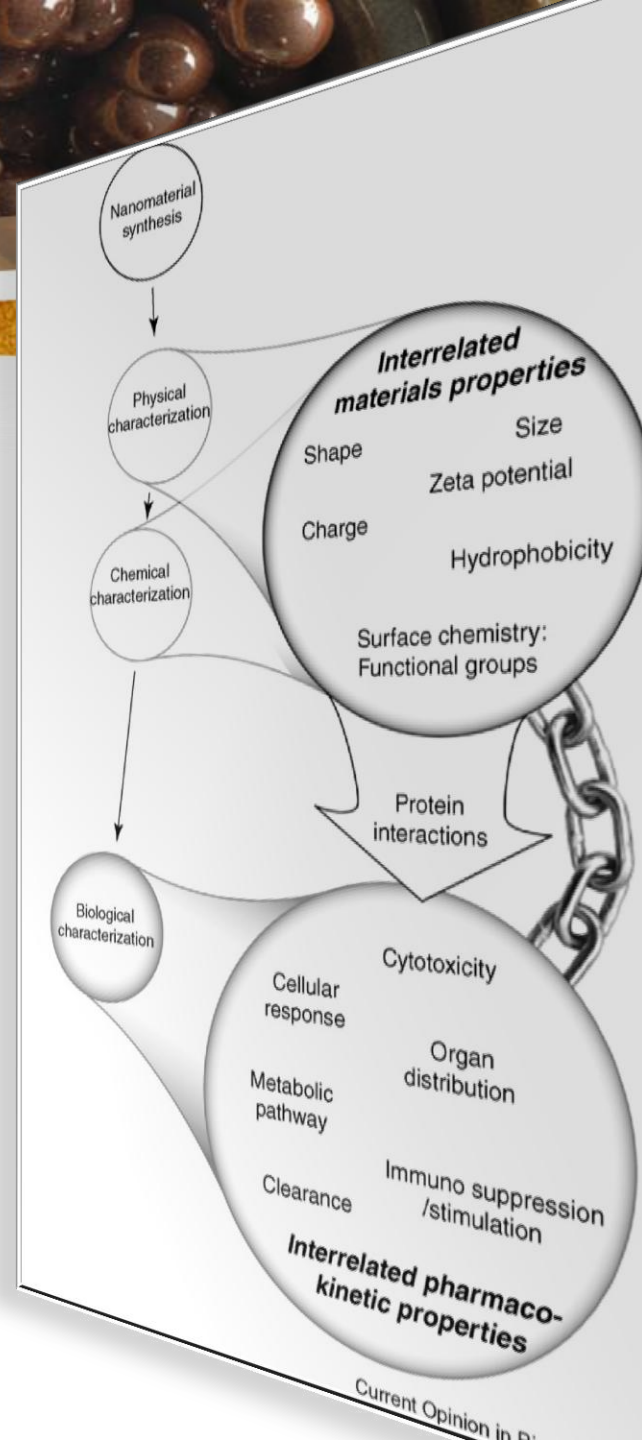 Nanomaterial
synthesis
Physical
characterization
Chemical
characterization
Biological
characterization
Interrelated
materials properties
Shape
Size
Zeta potential
Charge
Hydrophobicity
Surface chemistry:
Functional groups
Protein
interactions
Cytotoxicity
Cellular
response
Organ
distribution
Metabolic
pathway
Immuno suppression
/stimulation
Clearance
Interrelated pharmaco-
kinetic properties
Current Opinion in